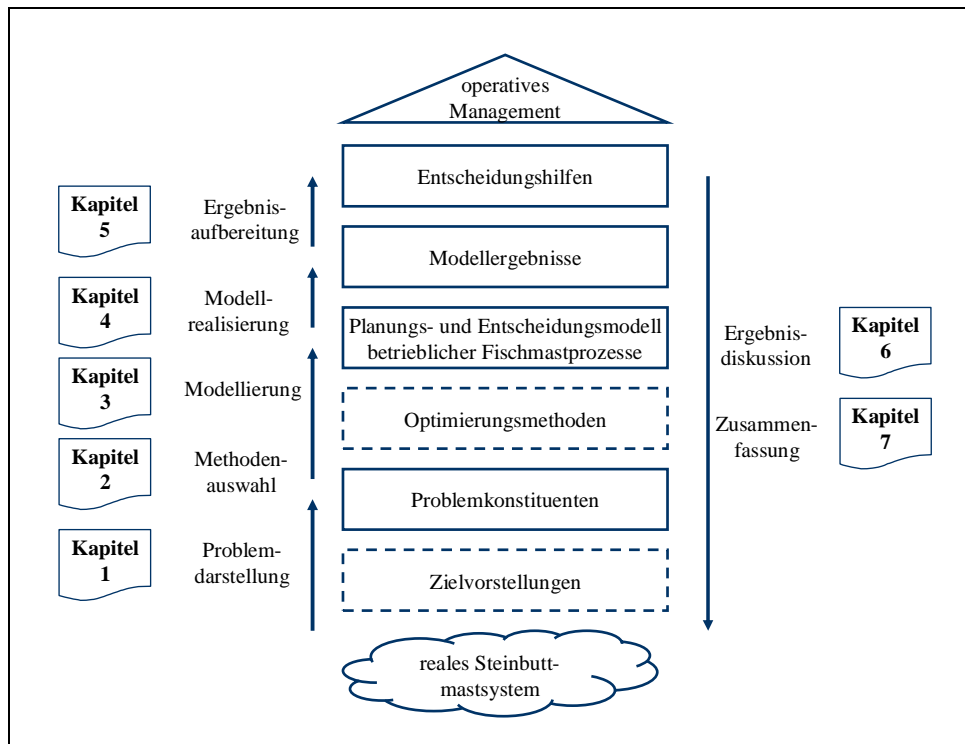 operatives
Management
Entscheidungshilfen
Kapitel
5
Ergebnis-
aufbereitung
Modellergebnisse
Kapitel
4
Modell-
realisierung
Planungs- und Entscheidungsmodell
betrieblicher Fischmastprozesse
Ergebnis-
diskussion
Kapitel
6
Kapitel
3
Modellierung
Optimierungsmethoden
Zusammen-
fassung
Kapitel
7
Kapitel
2
Methoden-
auswahl
Problemkonstituenten
Kapitel
1
Problem-
darstellung
Zielvorstellungen
reales Steinbutt-
mastsystem